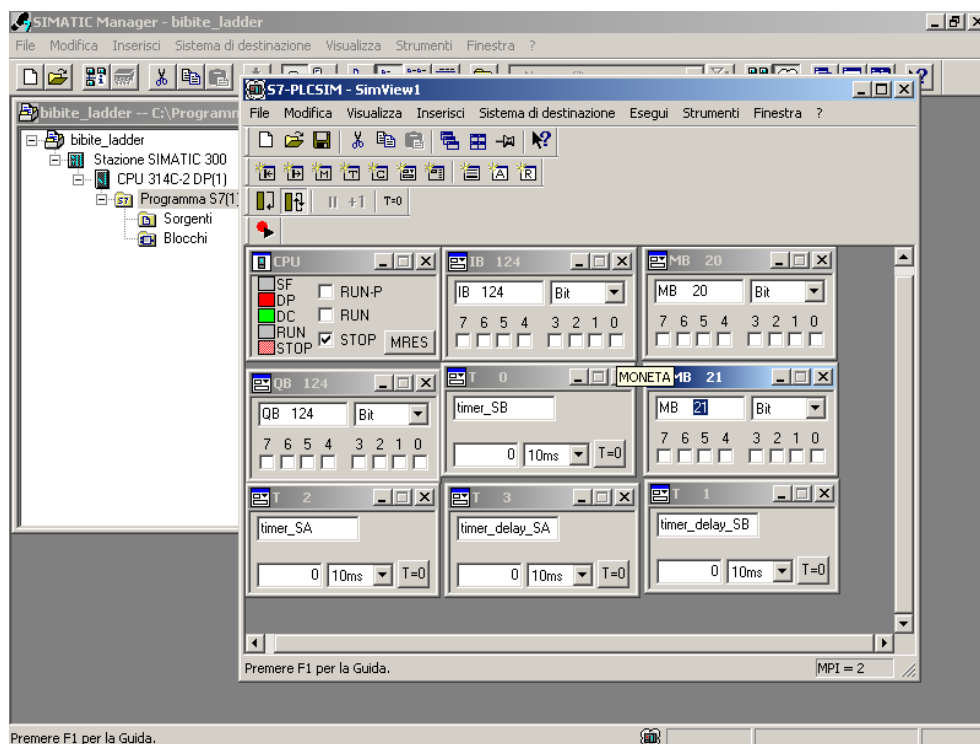 SIMATIC Manager - bibite_ladder
File Modifica Inserisci Sistema di destinazione Visualizza Strumenti Finestra ?
bibite_ladder -- C:\Programm
bibite_ladder
Stazione SIMATIC 300
CPU 314C-2 DP(1)
Programma S7(1)
Sorgenti
Blocchi
S7-PLCSIM - SimView1
File Modifica Visualizza Inserisci Sistema di destinazione Esegui Strumenti Finestra ?
+1 T=0
CPU
SF
DP
DC
RUN
STOP
RUN-P
RUN
STOP MRES
IB 124
IB 124 Bit
7 6 5 4 3 2 1 0
MB 20
MB 20 Bit
7 6 5 4 3 2 1 0
QB 124
QB 124 Bit
7 6 5 4 3 2 1 0
T 0
timer_SB
0 10ms T=0
MONETA
MB 21
MB 21 Bit
7 6 5 4 3 2 1 0
T 2
timer_SA
0 10ms T=0
T 3
timer_delay_SA
0 10ms T=0
T 1
timer_delay_SB
0 10ms T=0
Premere F1 per la Guida. MPI = 2
Premere F1 per la Guida.